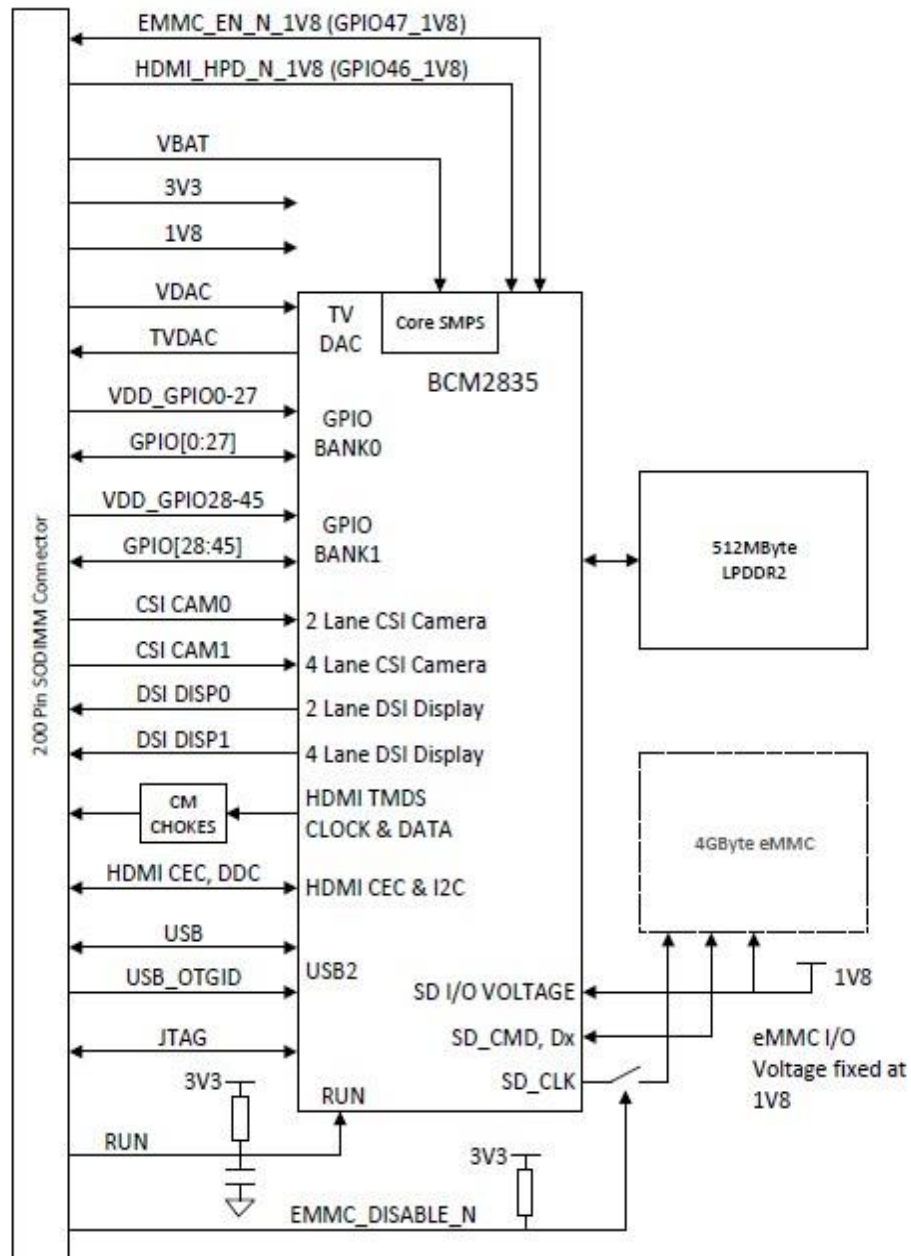 EMMC_EN_N_1V8 (GPIO47_1V8)
HDMI_HPD_N_1V8 (GPIO46_1V8)
VBAT
3V3
1V8
VDAC
TVDAC
VDD_GPIO0-27
GPIO[0:27]
VDD_GPIO28-45
GPIO[28:45]
CSI CAM0
CSI CAM1
DSI DISP0
DSI DISP1
CM
CHOKES
HDMI CEC, DDC
USB
USB_OTGID
JTAG
3V3
RUN
EMMC_DISABLE_N
3V3
200 Pin SODIMM Connector
TV
DAC
Core SMPS
BCM2835
GPIO
BANK0
GPIO
BANK1
2 Lane CSI Camera
4 Lane CSI Camera
2 Lane DSI Display
4 Lane DSI Display
HDMI TMDS
CLOCK & DATA
HDMI CEC & I2C
USB2
SD I/O VOLTAGE
SD_CMD, Dx
SD_CLK
RUN
512MByte
LPDDR2
4GByte eMMC
1V8
eMMC I/O
Voltage fixed at
1V8